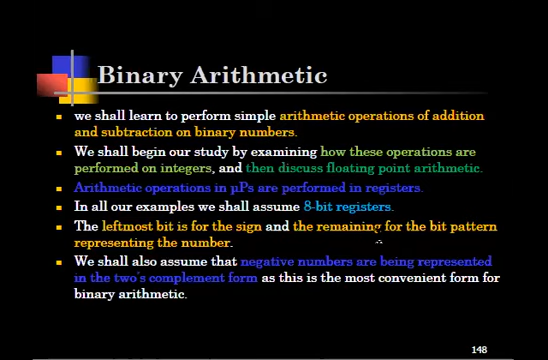 Binary Arithmetic
we shall learn to perform simple arithmetic operations of addition
and subtraction on binary numbers.
We shall begin our study by examining how these operations are
performed on integers, and then discuss floating point arithmetic.
Arithmetic operations in µPs are performed in registers.
In all our examples we shall assume 8-bit registers.
The leftmost bit is for the sign and the remaining for the bit pattern
representing the number.
We shall also assume that negative numbers are being represented
in the two's complement form as this is the most convenient form for
binary arithmetic.
148